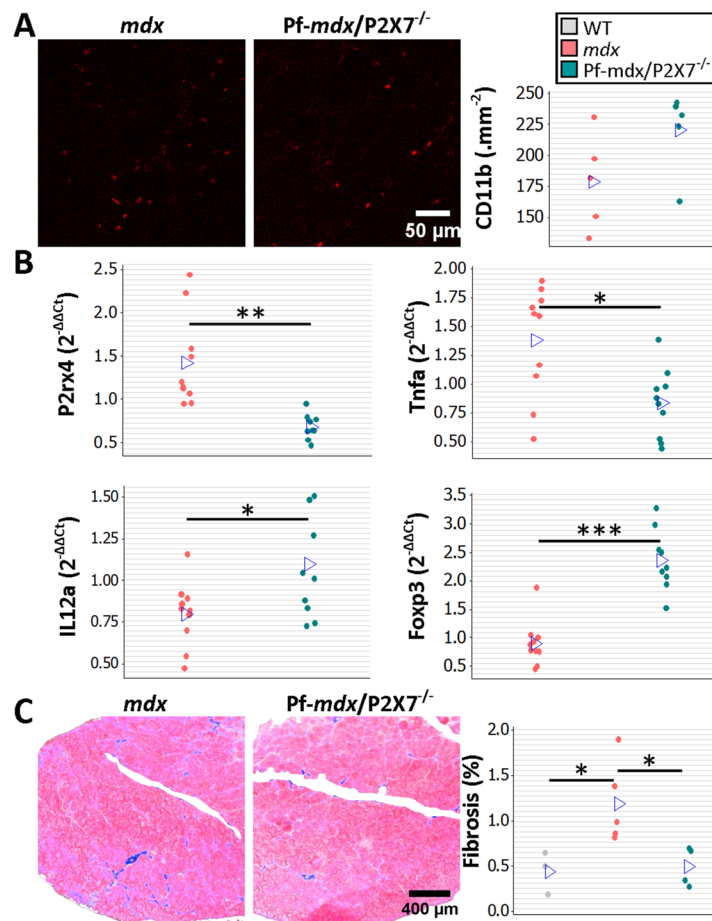 A
mdx
Pf-mdx/P2X7-/-
WT
mdx
Pf-mdx/P2X7-/-
50 µm
CD11b (.mm-2)
250
225
200
175
150
B
P2rx4 (2-ΔΔCt)
2.5
2.0
1.5
1.0
0.5
**
Tnfa (2-ΔΔCt)
2.00
1.75
1.50
1.25
1.00
0.75
0.50
*
IL12a (2-ΔΔCt)
1.50
1.25
1.00
0.75
0.50
*
Foxp3 (2-ΔΔCt)
3.5
3.0
2.5
2.0
1.5
1.0
0.5
***
C
mdx
Pf-mdx/P2X7-/-
400 µm
Fibrosis (%)
2.0
1.5
1.0
0.5
0.0
*
*